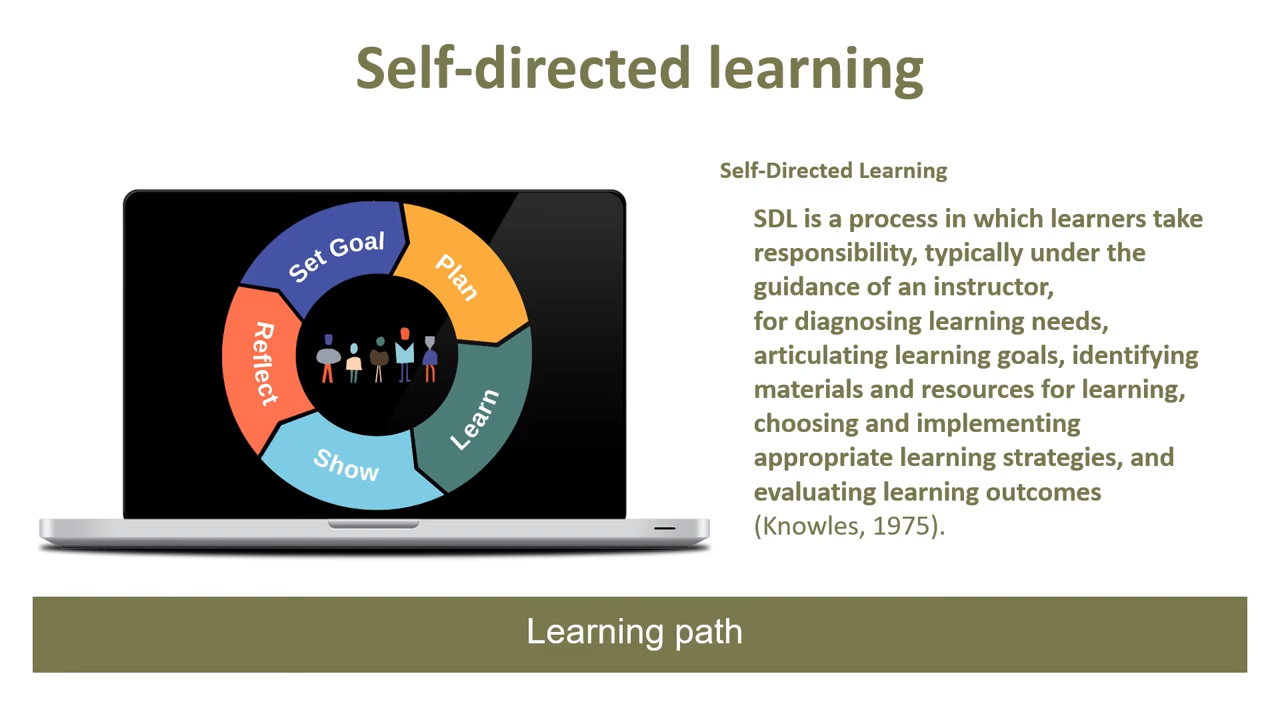 Self-directed learning
Set Goal
Plan
Learn
Show
Reflect
Self-Directed Learning
SDL is a process in which learners take
responsibility, typically under the
guidance of an instructor,
for diagnosing learning needs,
articulating learning goals, identifying
materials and resources for learning,
choosing and implementing
appropriate learning strategies, and
evaluating learning outcomes
(Knowles, 1975).
Learning path